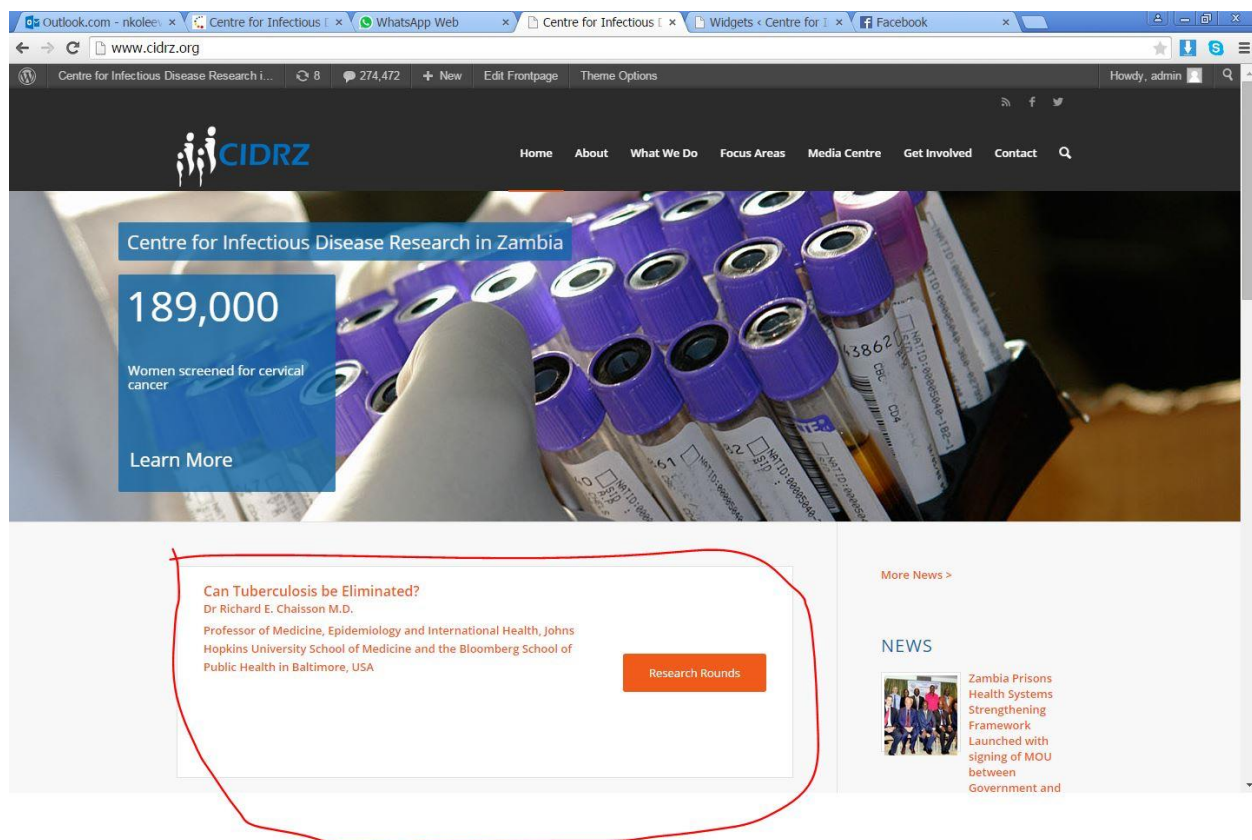 Outlook.com - nkolee
Centre for Infectious
WhatsApp Web
Centre for Infectious
Widgets ‹ Centre for
Facebook
www.cidrz.org
Centre for Infectious Disease Research i... 8 274,472 + New Edit Frontpage Theme Options Howdy, admin
CIDRZ
Home About What We Do Focus Areas Media Centre Get Involved Contact
Centre for Infectious Disease Research in Zambia
189,000
Women screened for cervical
cancer
Learn More
43862
CBC
CD4
Can Tuberculosis be Eliminated?
Dr Richard E. Chaisson M.D.
Professor of Medicine, Epidemiology and International Health, Johns
Hopkins University School of Medicine and the Bloomberg School of
Public Health in Baltimore, USA
Research Rounds
More News >
NEWS
Zambia Prisons
Health Systems
Strengthening
Framework
Launched with
signing of MOU
between
Government and